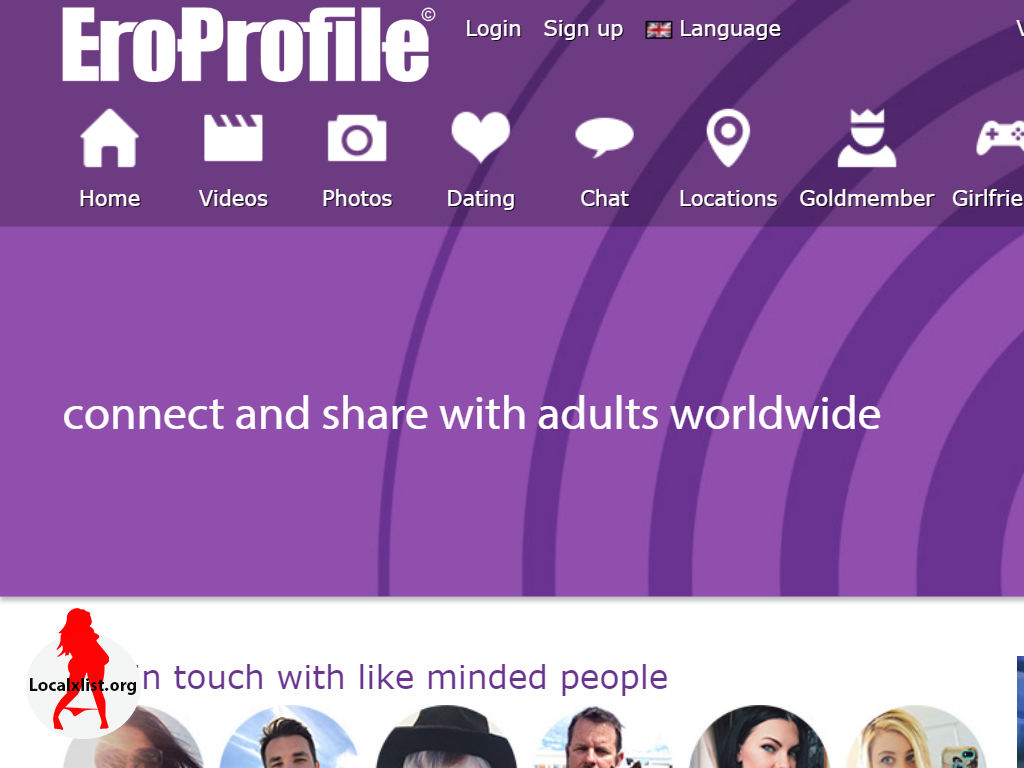 EroProfile©
Login Sign up Language
Home Videos Photos Dating Chat Locations Goldmember Girlfrie
connect and share with adults worldwide
in touch with like minded people
Localxlist.org